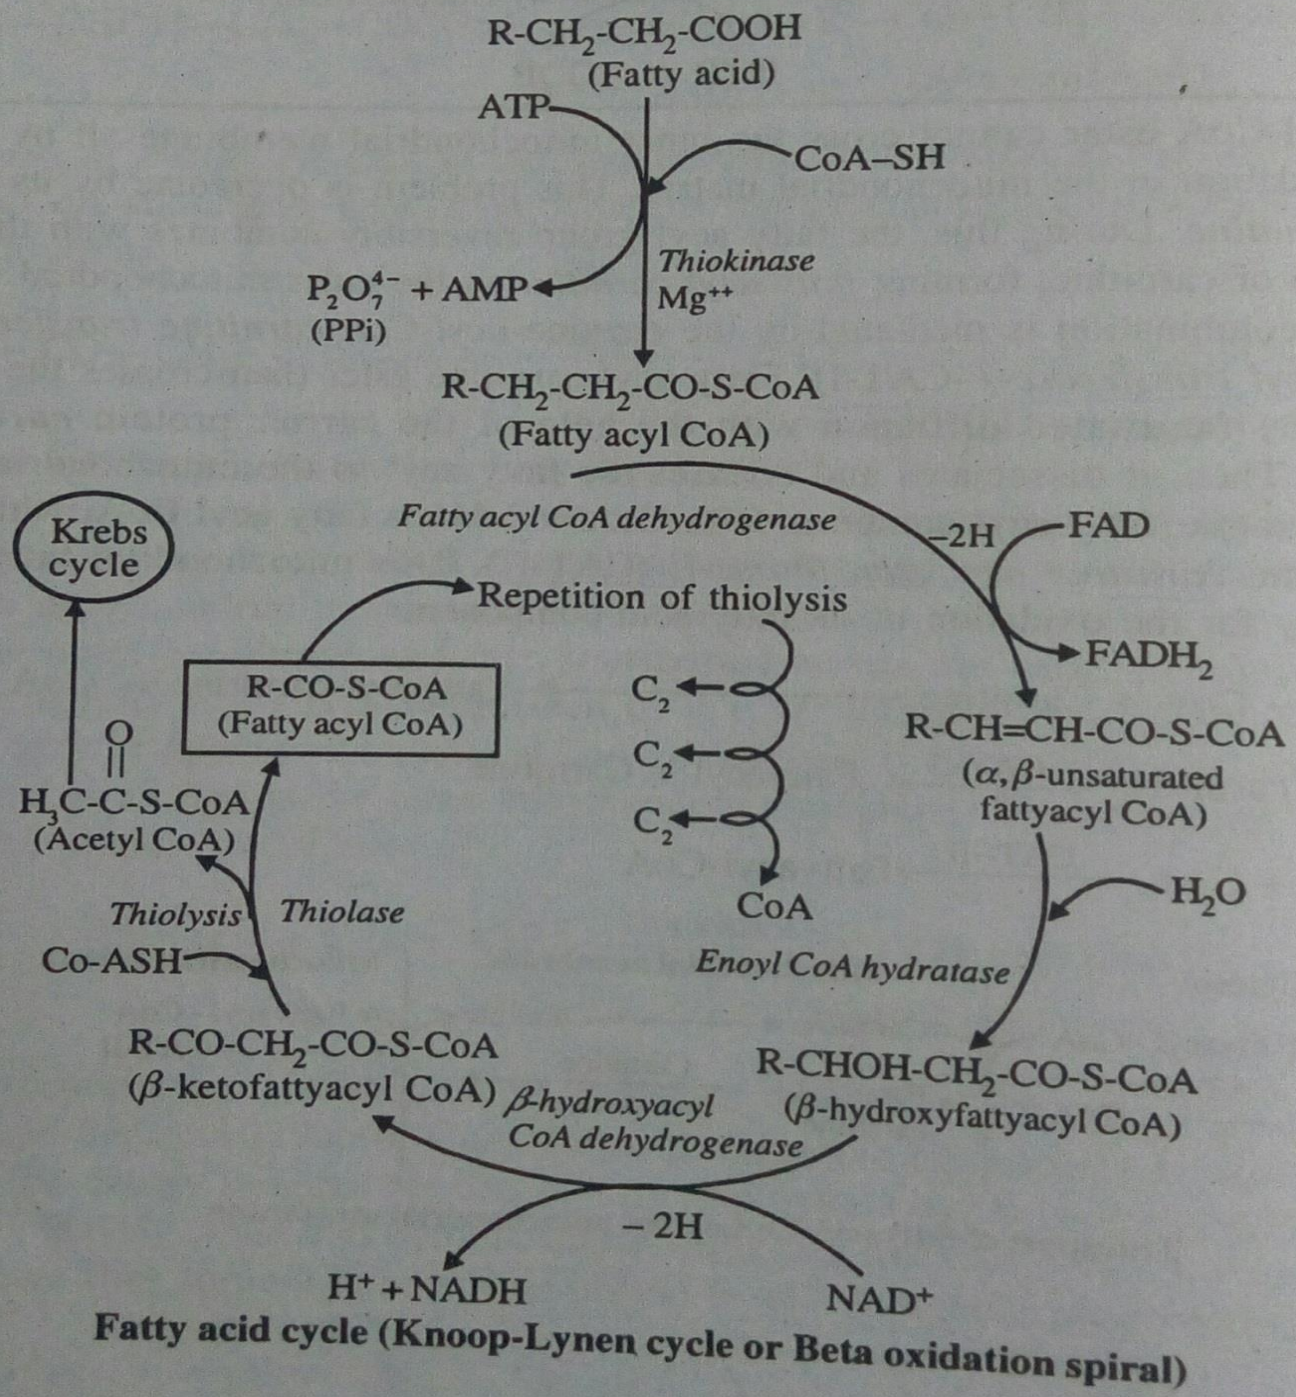 R-CH₂-CH₂-COOH
(Fatty acid)
ATP
CoA–SH
Thiokinase
Mg⁺⁺
P₂O₇⁴⁻ + AMP
(PPi)
R-CH₂-CH₂-CO-S-CoA
(Fatty acyl CoA)
Fatty acyl CoA dehydrogenase
–2H
FAD
FADH₂
Krebs
cycle
Repetition of thiolysis
R-CO-S-CoA
(Fatty acyl CoA)
C₂
C₂
C₂
CoA
R-CH=CH-CO-S-CoA
(α,β-unsaturated
fattyacyl CoA)
O
H₃C-C-S-CoA
(Acetyl CoA)
H₂O
Thiolysis
Thiolase
Co-ASH
Enoyl CoA hydratase
R-CO-CH₂-CO-S-CoA
(β-ketofattyacyl CoA)
R-CHOH-CH₂-CO-S-CoA
(β-hydroxyfattyacyl CoA)
β-hydroxyacyl
CoA dehydrogenase
– 2H
H⁺ + NADH
NAD⁺
Fatty acid cycle (Knoop-Lynen cycle or Beta oxidation spiral)